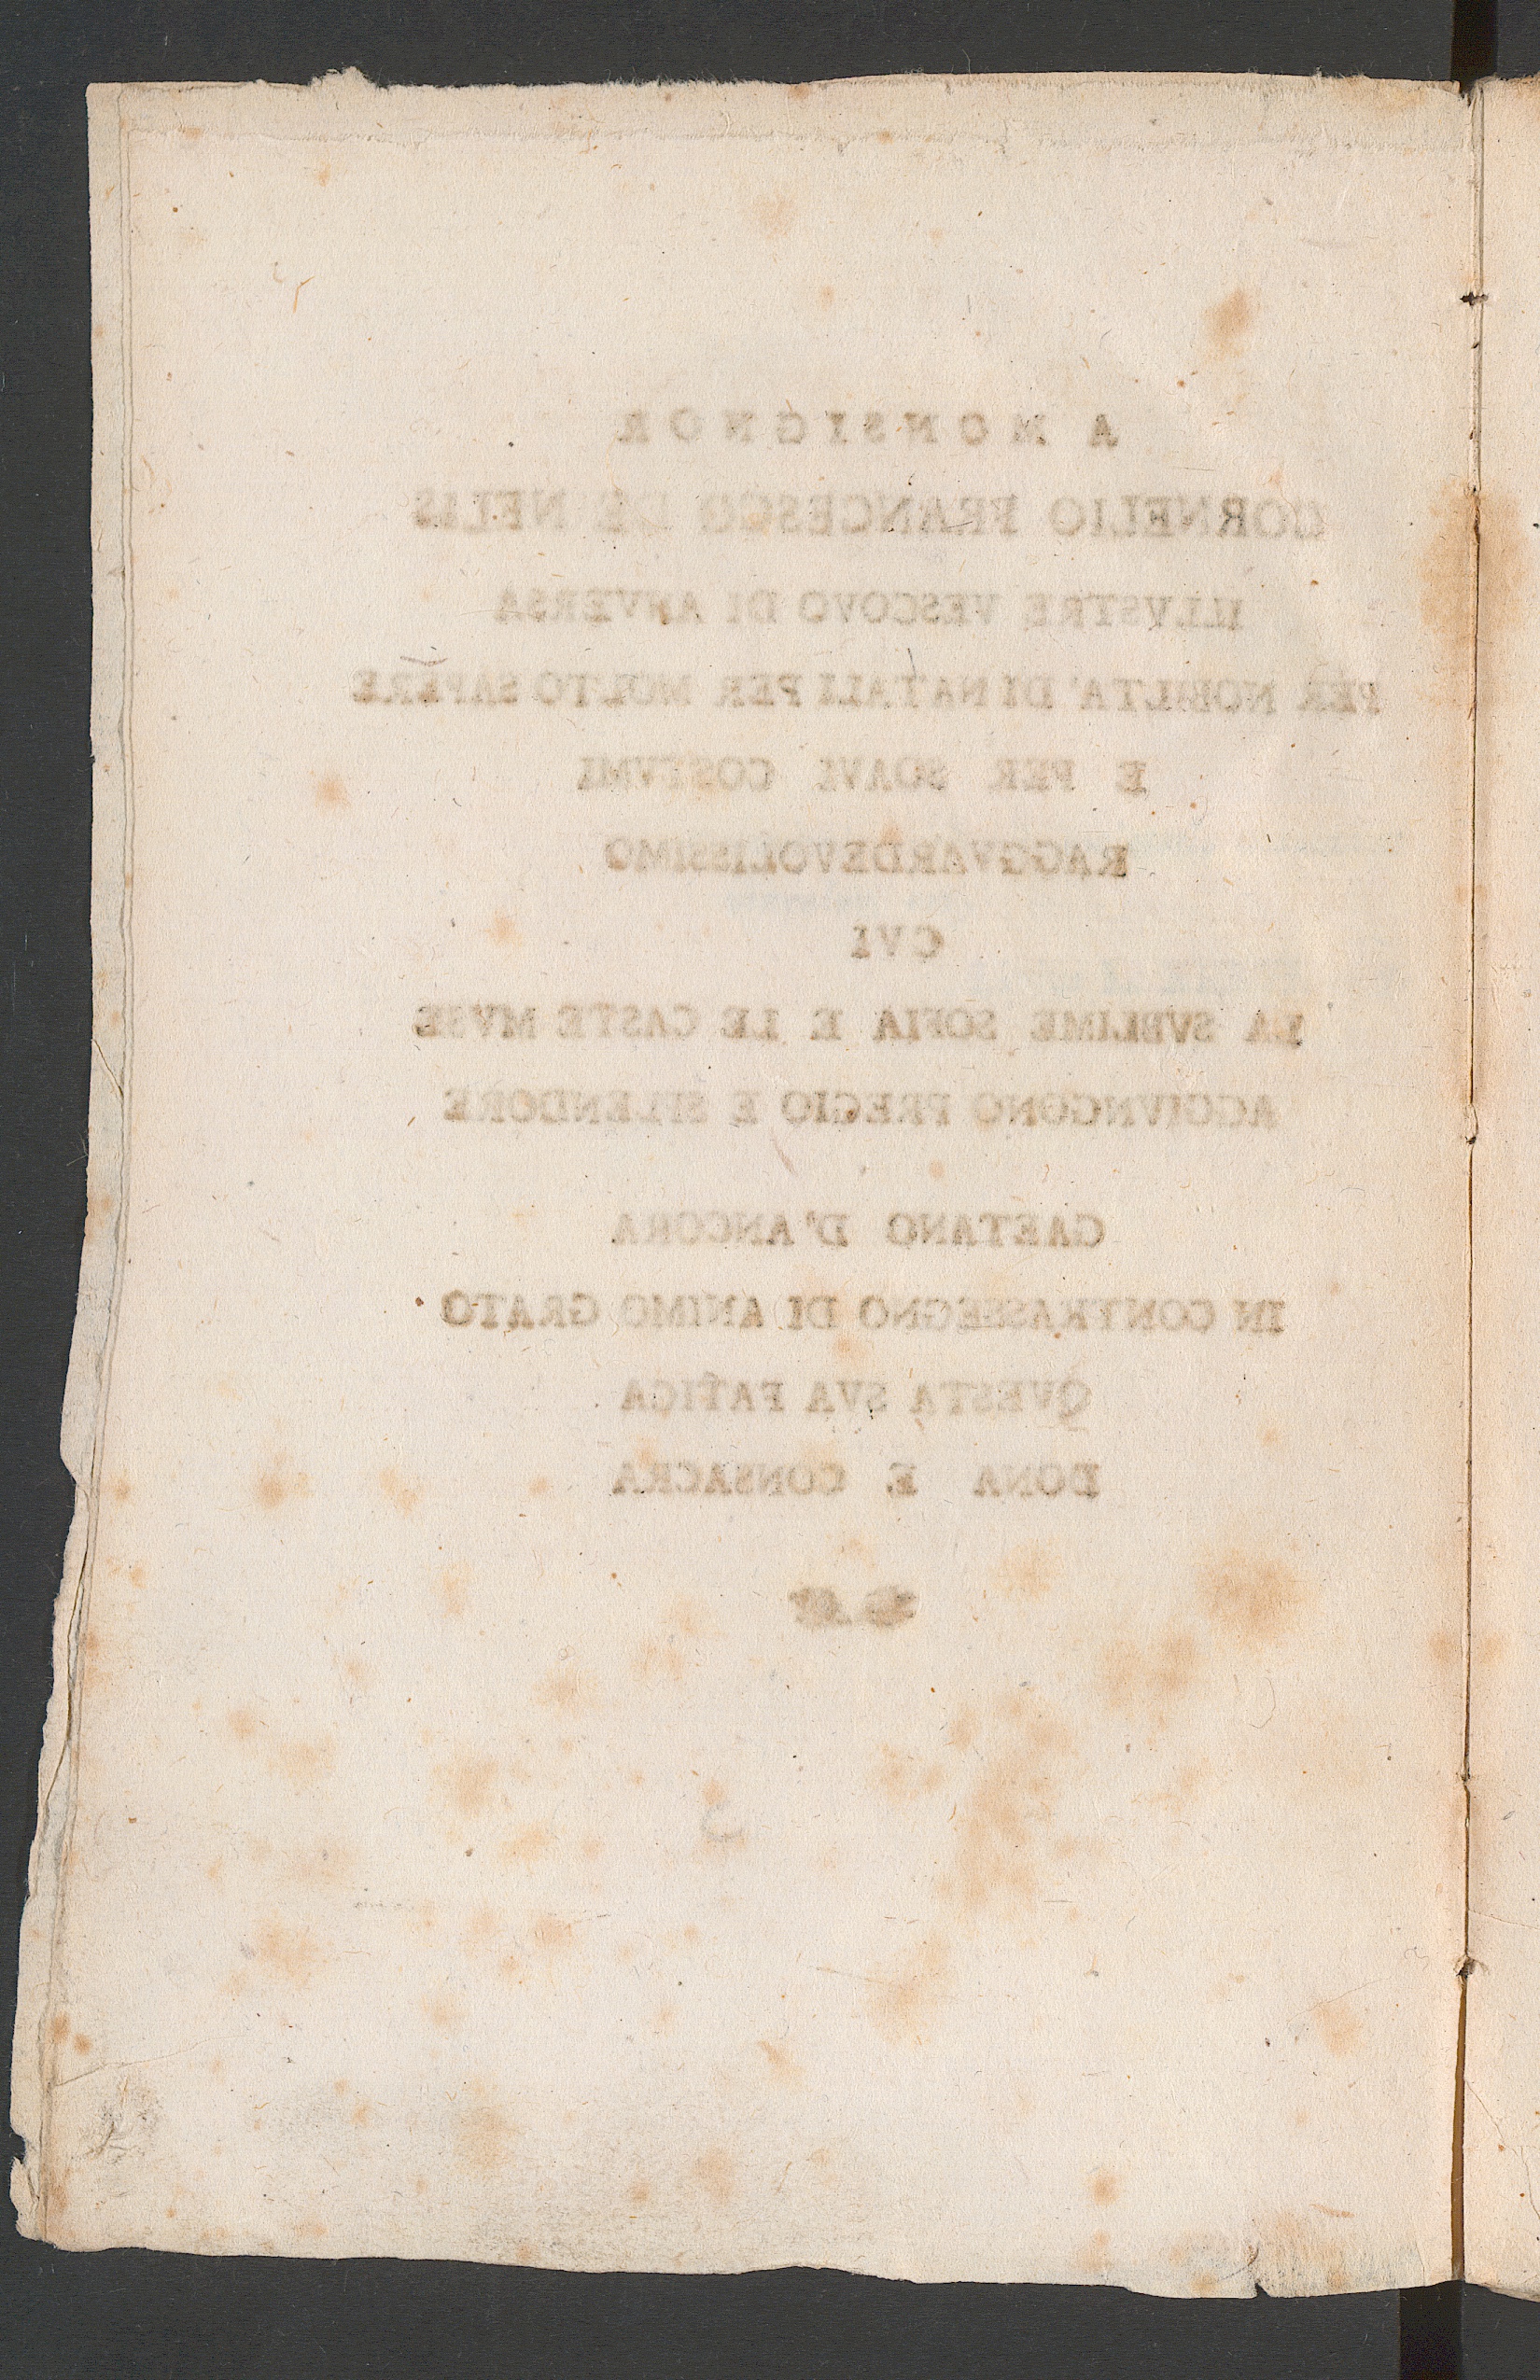 A MONSIGNOR
CORNELIO FRANCESCO DE NELIS
ILLVSTRE VESCOVO DI ANVERSA
PER NOBILTA' DI NATALI PER MOLTO SAPERE
E PER SOAVI COSTVMI
RAGGVARDEVOLISSIMO
CVI
LA SVBLIME SOFIA E LE CASTE MVSE
AGGIVNGONO PREGIO E SPLENDORE
GAETANO D'ANCORA
IN CONTRASSEGNO DI ANIMO GRATO
QVESTA SVA FATICA
DONA E CONSACRA